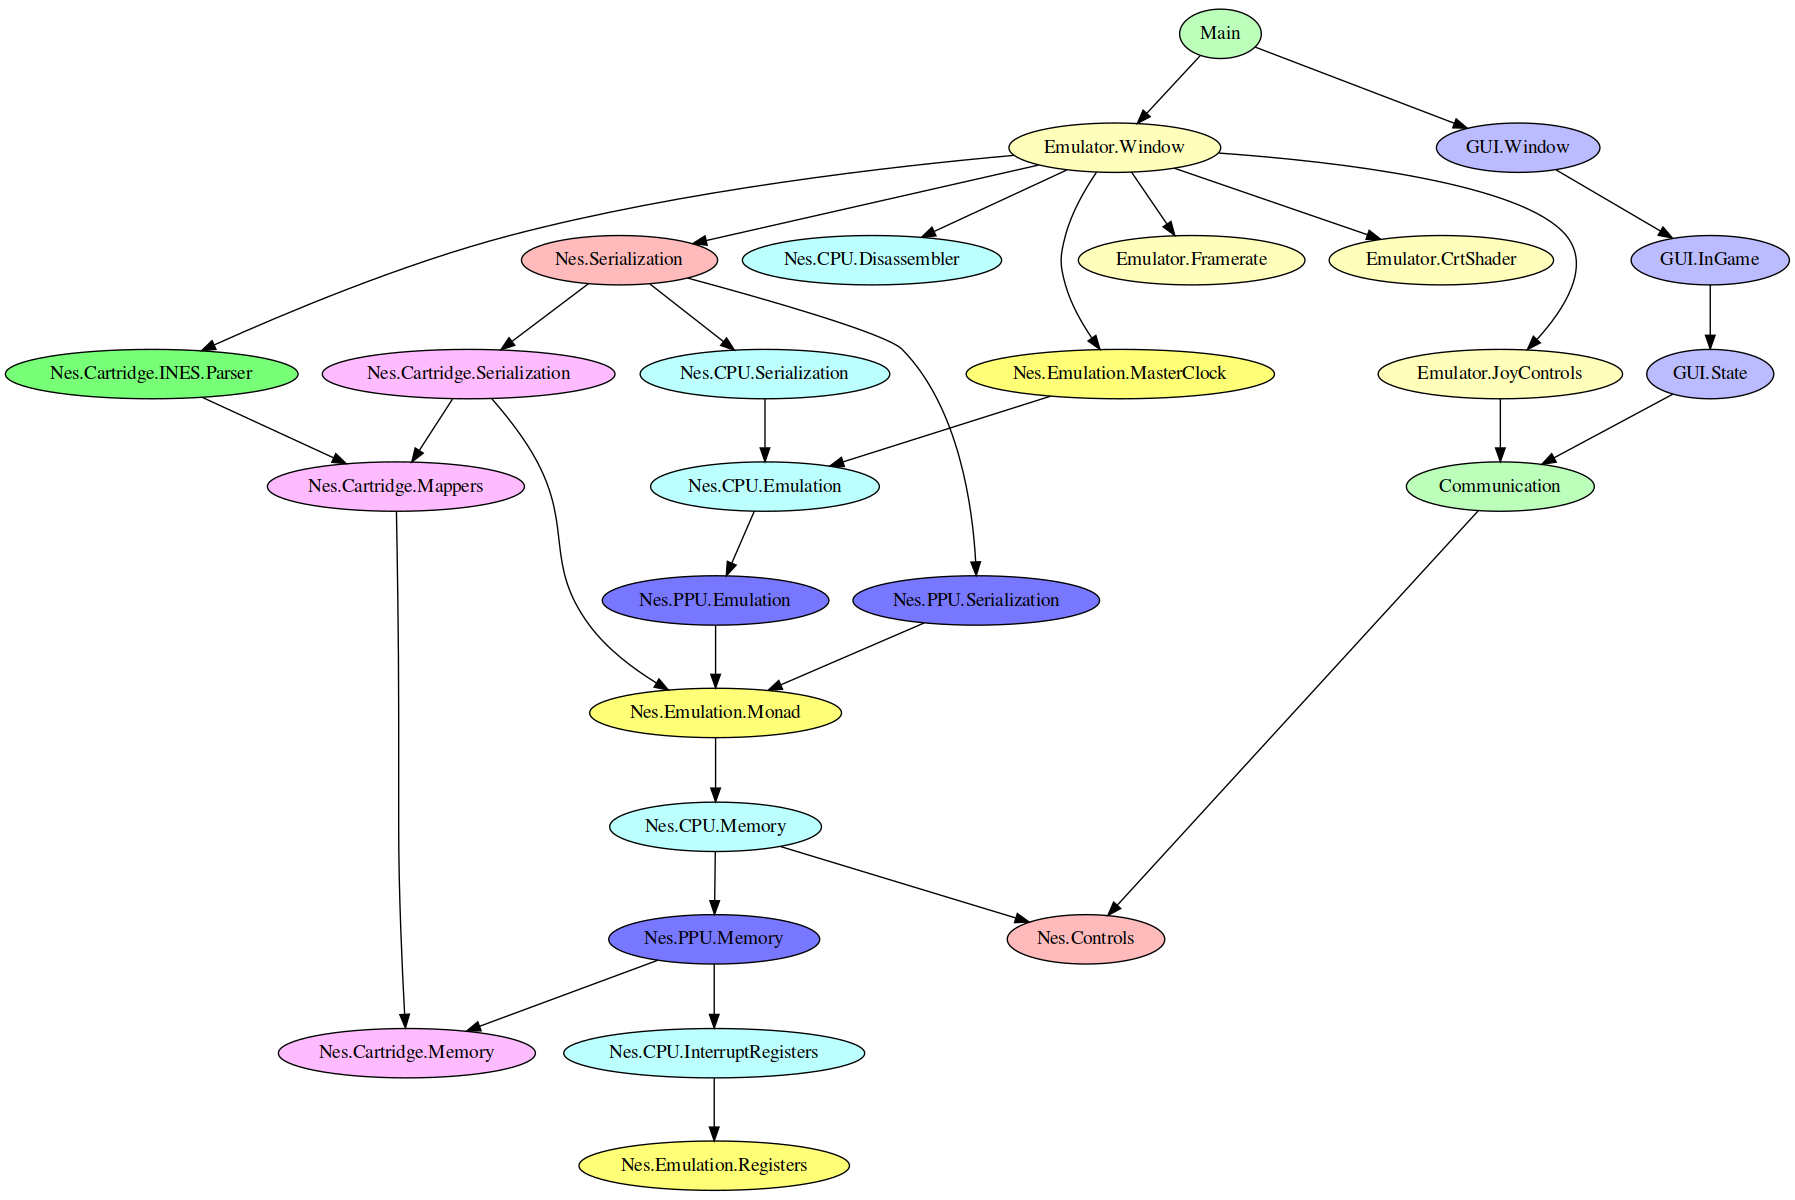 Main
Emulator.Window
GUI.Window
Nes.Serialization
Nes.CPU.Disassembler
Emulator.Framerate
Emulator.CrtShader
GUI.InGame
Nes.Cartridge.INES.Parser
Nes.Cartridge.Serialization
Nes.CPU.Serialization
Nes.Emulation.MasterClock
Emulator.JoyControls
GUI.State
Nes.Cartridge.Mappers
Nes.CPU.Emulation
Communication
Nes.PPU.Emulation
Nes.PPU.Serialization
Nes.Emulation.Monad
Nes.CPU.Memory
Nes.PPU.Memory
Nes.Controls
Nes.Cartridge.Memory
Nes.CPU.InterruptRegisters
Nes.Emulation.Registers